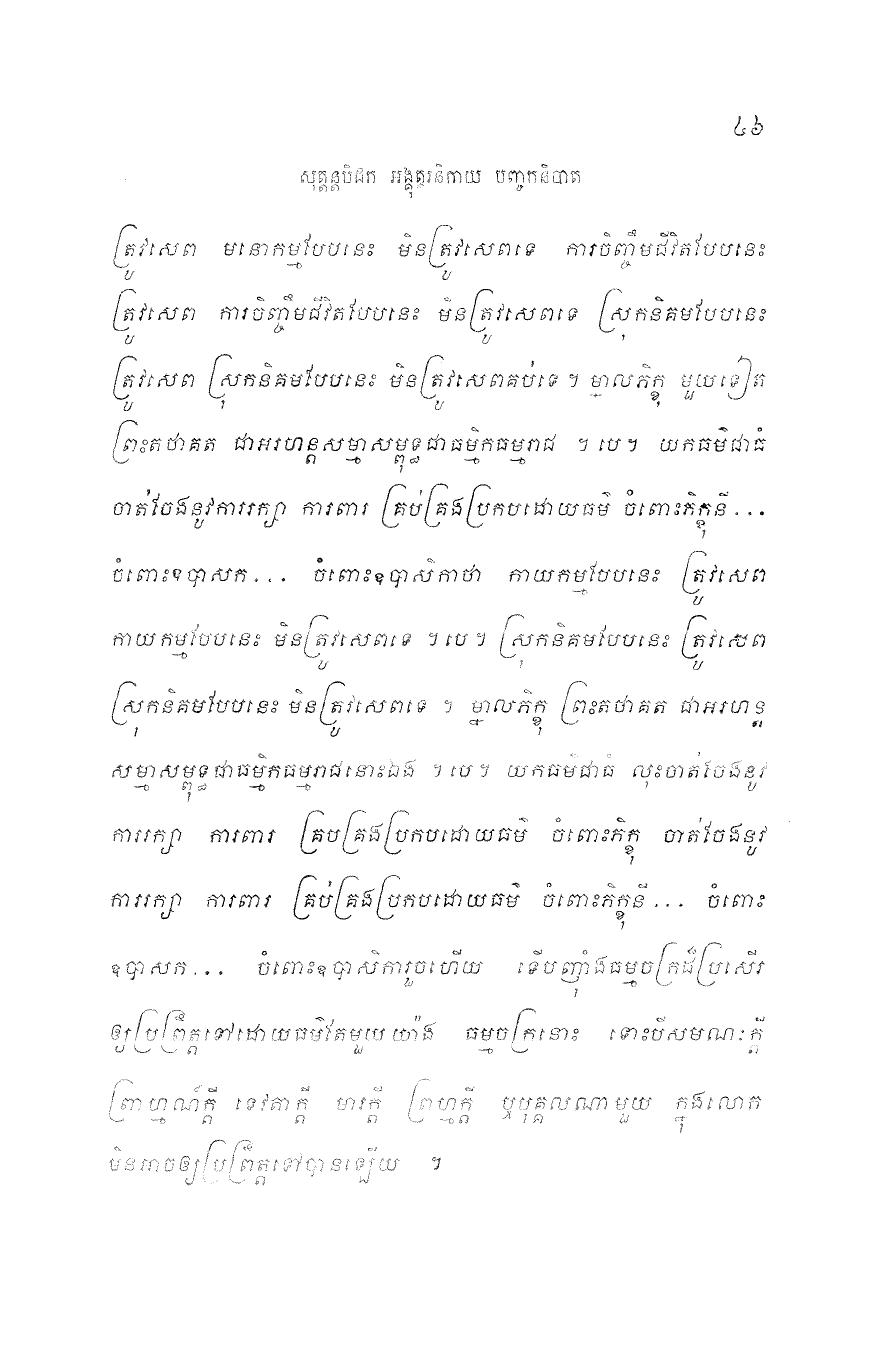 ៤៦
សុត្តន្តបិដក អង្គុត្តរនិកាយ បញ្ចកនិបាត
ត្រូវសេព មនោកម្មបែបនេះ មិនត្រូវសេពទេ ការចិញ្ចឹមជីវិតបែបនេះ
ត្រូវសេព ការចិញ្ចឹមជីវិតបែបនេះ មិនត្រូវសេពទេ ស្រុកនិគមបែបនេះ
ត្រូវសេព ស្រុកនិគមបែបនេះ មិនត្រូវសេពគប់ទេ ។ ម្នាលភិក្ខុ មួយទៀត
ព្រះតថាគត ជាអរហន្តសម្មាសម្ពុទ្ធជាធម្មិកធម្មរាជ ។ បេ ។ យកធម៌ជាធំ
ចាត់ចែងនូវការរក្សា ការពារ គ្រប់គ្រងប្រកបដោយធម៌ ចំពោះភិក្ខុនី...
ចំពោះឧបាសក... ចំពោះឧបាសិកាថា កាយកម្មបែបនេះ ត្រូវសេព
កាយកម្មបែបនេះ មិនត្រូវសេពទេ ។ បេ ។ ស្រុកនិគមបែបនេះ ត្រូវសេព
ស្រុកនិគមបែបនេះ មិនត្រូវសេពទេ ។ ម្នាលភិក្ខុ ព្រះតថាគត ជាអរហន្ត
សម្មាសម្ពុទ្ធជាធម្មិកធម្មរាជនោះឯង ។ បេ ។ យកធម៌ជាធំ លុះចាត់ចែងនូវ
ការរក្សា ការពារ គ្រប់គ្រងប្រកបដោយធម៌ ចំពោះភិក្ខុ ចាត់ចែងនូវ
ការរក្សា ការពារ គ្រប់គ្រងប្រកបដោយធម៌ ចំពោះភិក្ខុនី... ចំពោះ
ឧបាសក... ចំពោះឧបាសិការួចហើយ ទើបញ៉ាំងធម្មចក្រដ៏ប្រសើរ
ឲ្យប្រព្រឹត្តទៅដោយធម៌តែមួយយ៉ាង ធម្មចក្រនោះ ទោះបីសមណៈក្តី
ព្រាហ្មណ៍ក្តី ទេវតាក្តី មារក្តី ព្រហ្មក្តី ឬបុគ្គលណាមួយ ក្នុងលោក
មិនអាចឲ្យប្រព្រឹត្តទៅបានឡើយ ។